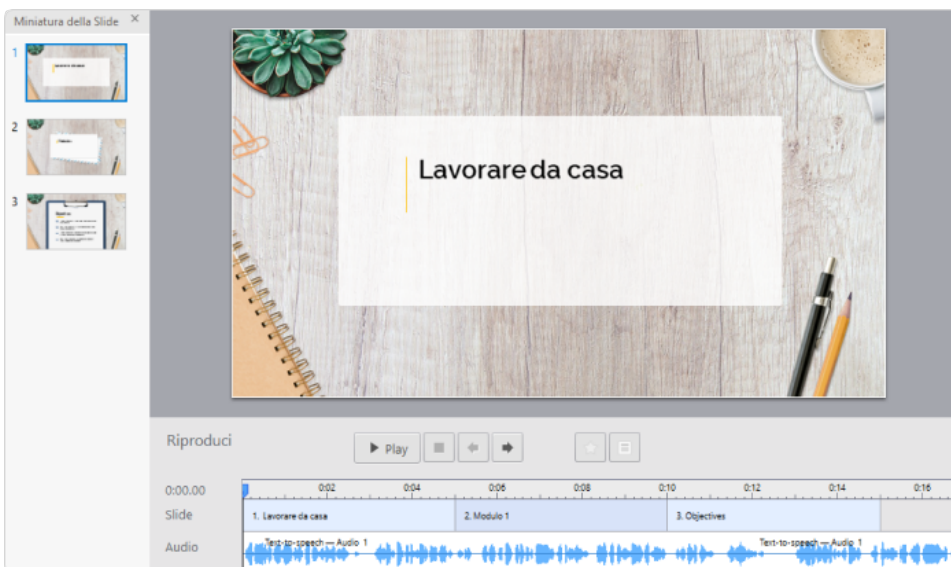 Miniatura della Slide ×
1
2
3
Lavorare da casa
Riproduci
Play
0:00.00
0:02 0:04 0:06 0:08 0:10 0:12 0:14 0:16
Slide
1. Lavorare da casa
2. Modulo 1
3. Objectives
Audio
Text-to-speech — Audio 1
Text-to-speech — Audio 1